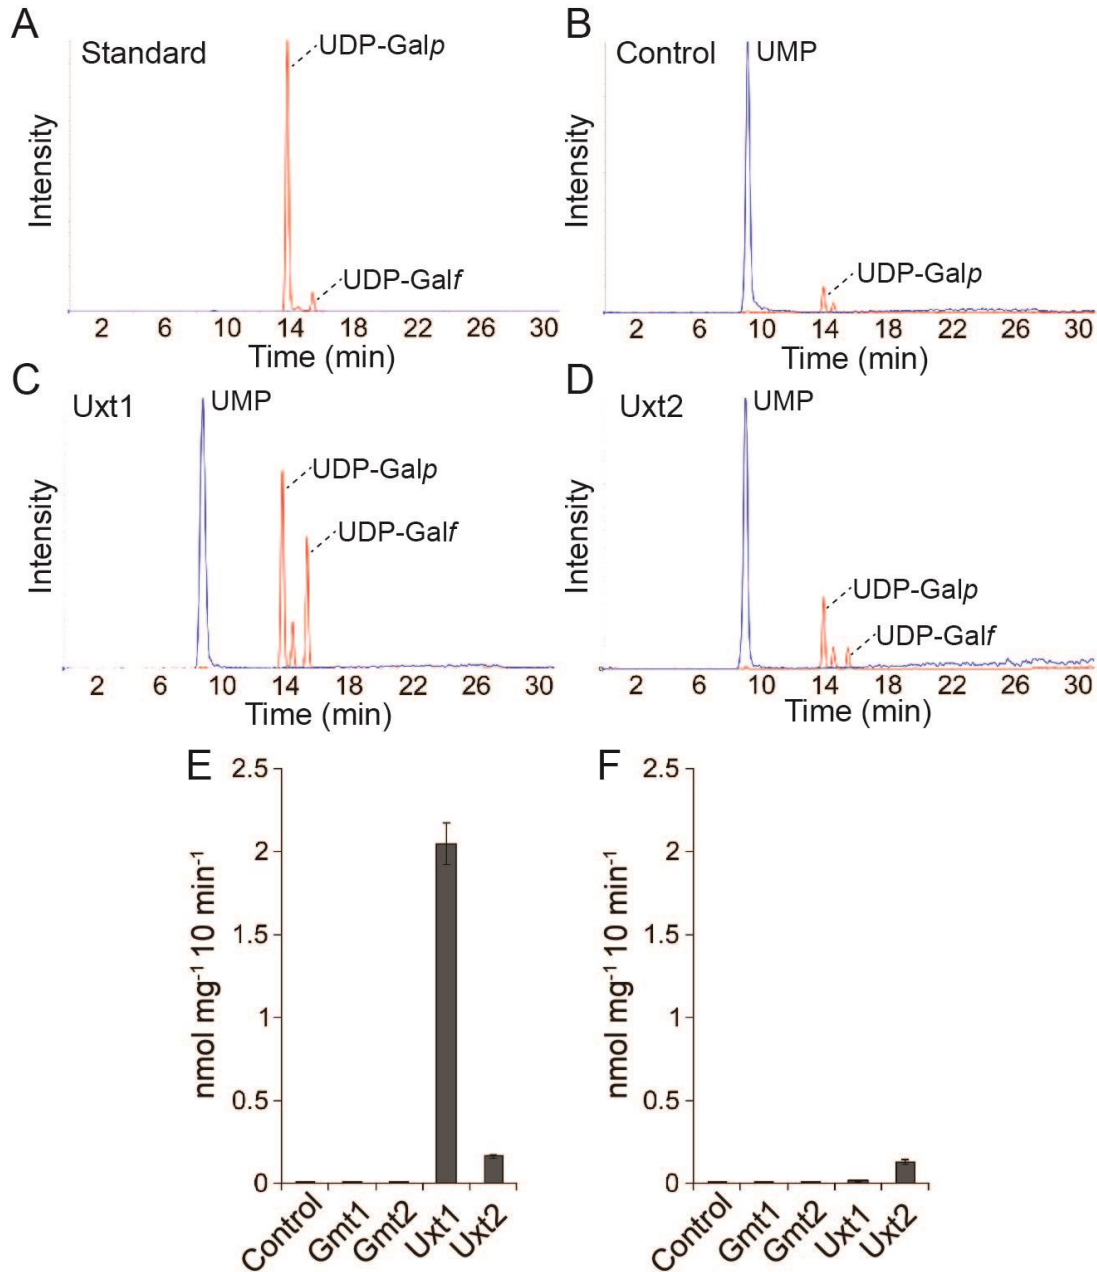 A
Standard
UDP-Galp
UDP-Galf
Intensity
2 6 10 14 18 22 26 30
Time (min)
B
Control
UMP
UDP-Galp
Intensity
2 6 10 14 18 22 26 30
Time (min)
C
Uxt1
UMP
UDP-Galp
UDP-Galf
Intensity
2 6 10 14 18 22 26 30
Time (min)
D
Uxt2
UMP
UDP-Galp
UDP-Galf
Intensity
2 6 10 14 18 22 26 30
Time (min)
E
2.5
2
1.5
1
0.5
0
nmol mg⁻¹ 10 min⁻¹
Control Gmt1 Gmt2 Uxt1 Uxt2
F
2.5
2
1.5
1
0.5
0
nmol mg⁻¹ 10 min⁻¹
Control Gmt1 Gmt2 Uxt1 Uxt2